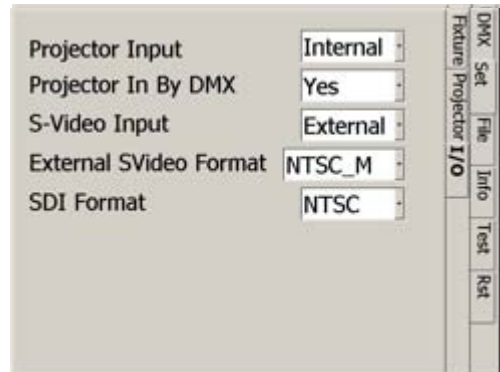 Projector Input Internal
Projector In By DMX Yes
S-Video Input External
External SVideo Format NTSC_M
SDI Format NTSC
Fixture Projector I/O
DMX Set File Info Test Rst